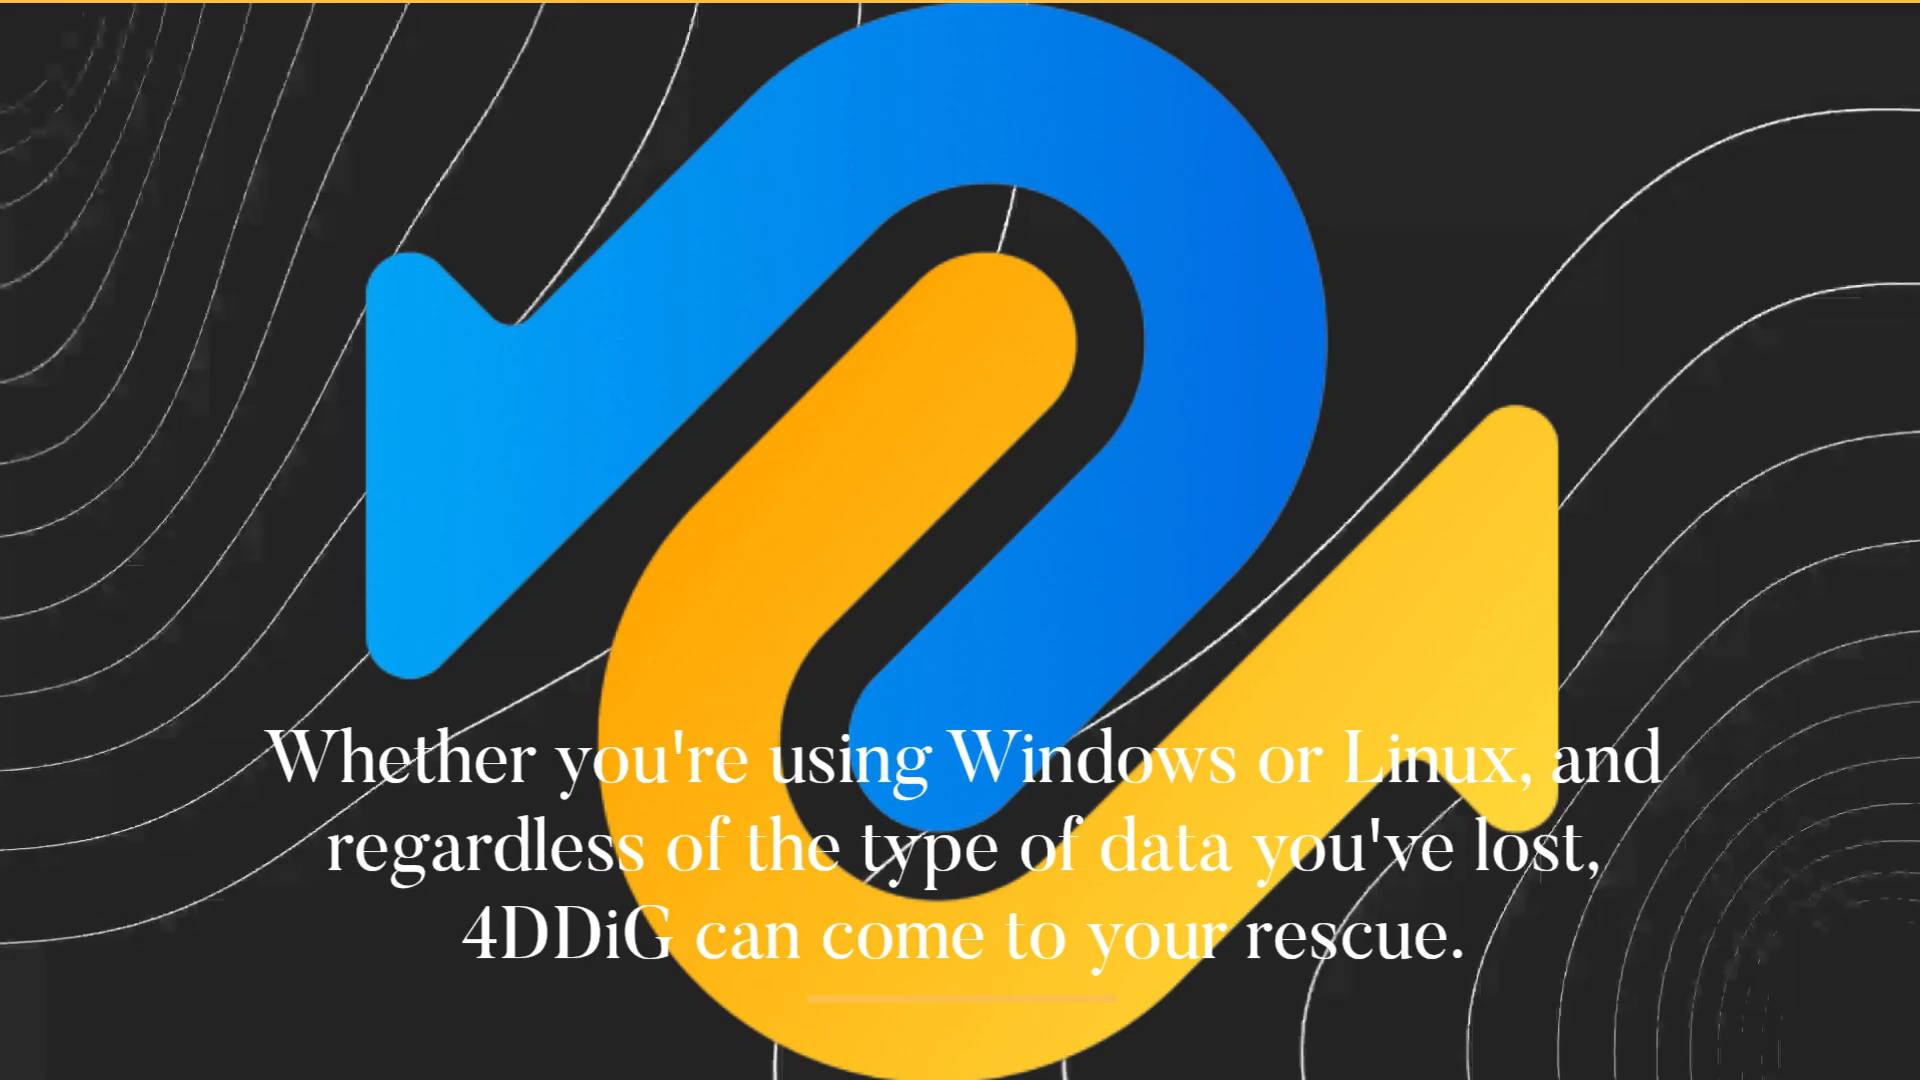 Whether you're using Windows or Linux, and
regardless of the type of data you've lost,
4DDiG can come to your rescue.